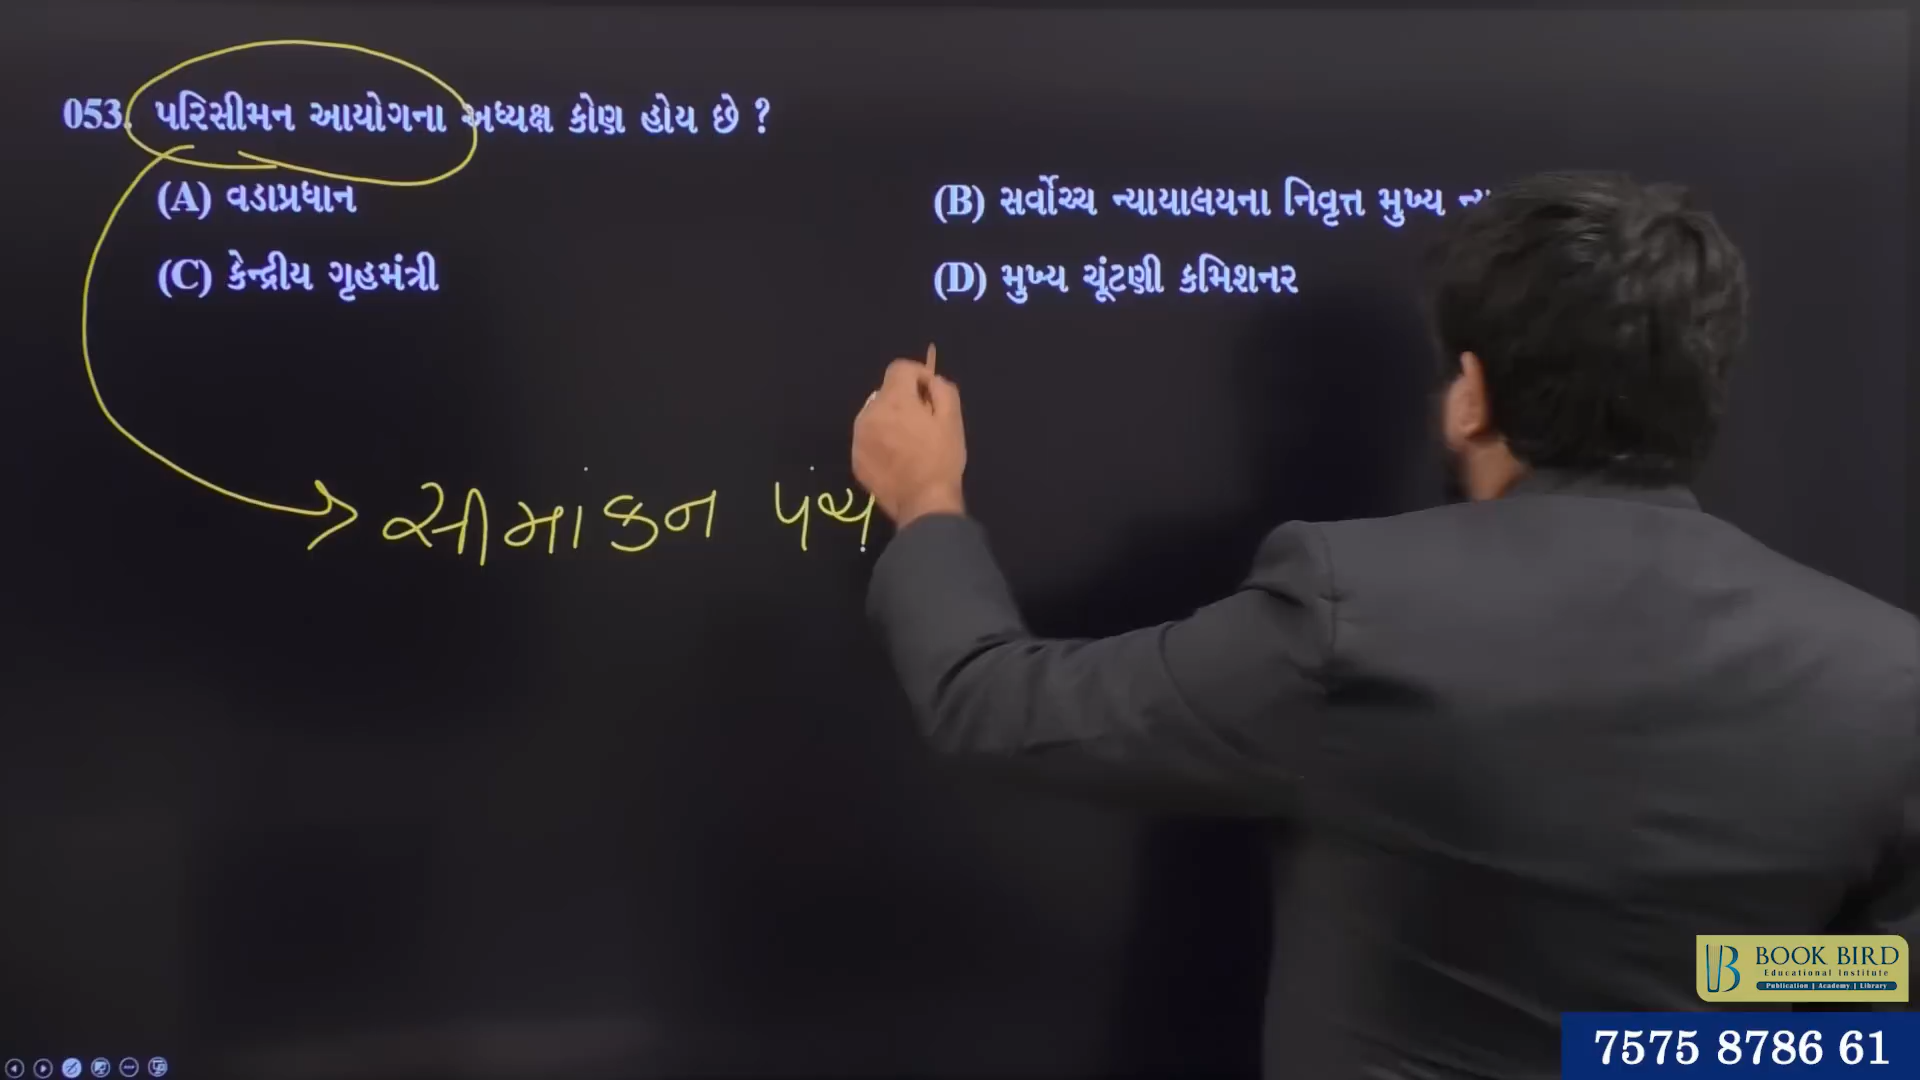 053. પરિસીમન આયોગના અધ્યક્ષ કોણ હોય છે ?
(A) વડાપ્રધાન
(B) સર્વોચ્ચ ન્યાયાલયના નિવૃત્ત મુખ્ય
(C) કેન્દ્રીય ગૃહમંત્રી
(D) મુખ્ય ચૂંટણી કમિશનર
સીમાંકન પંચ
BOOK BIRD
Educational Institute
Publication | Academy | Library
7575 8786 61